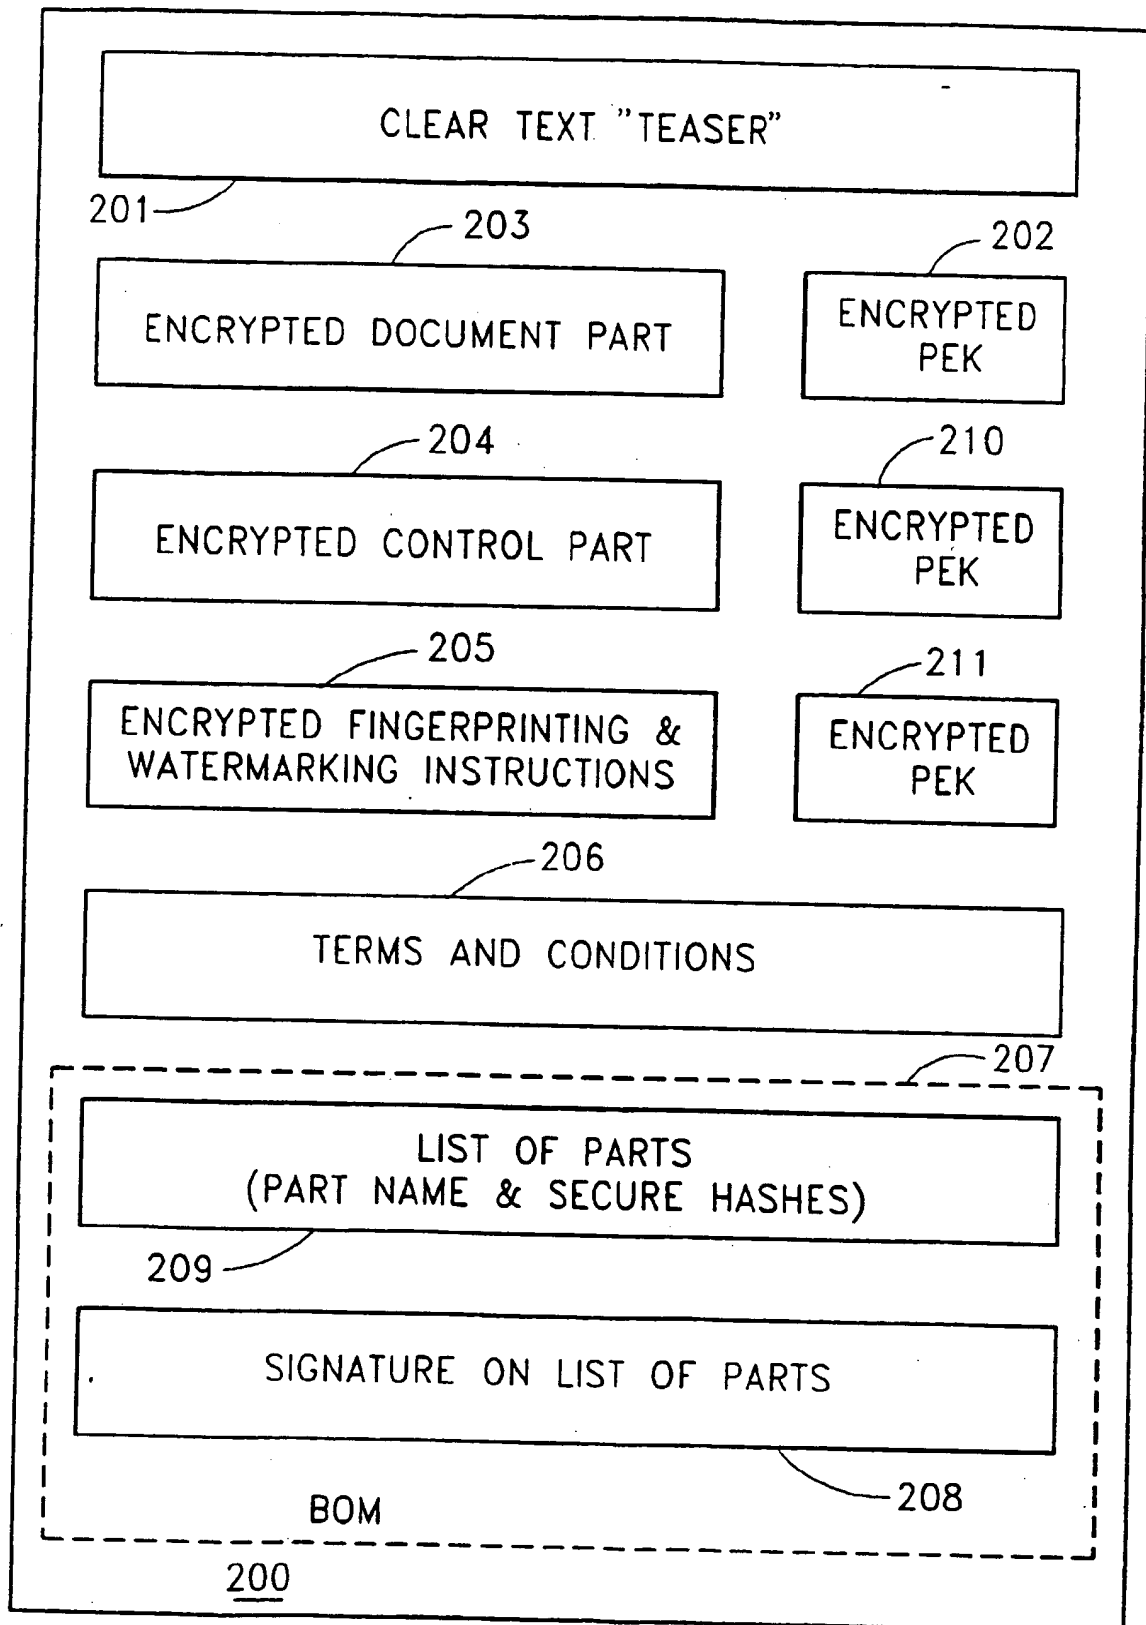 CLEAR TEXT "TEASER"
201
203
202
ENCRYPTED DOCUMENT PART
ENCRYPTED
PEK
204
210
ENCRYPTED CONTROL PART
ENCRYPTED
PEK
205
211
ENCRYPTED FINGERPRINTING &
WATERMARKING INSTRUCTIONS
ENCRYPTED
PEK
206
TERMS AND CONDITIONS
207
LIST OF PARTS
(PART NAME & SECURE HASHES)
209
SIGNATURE ON LIST OF PARTS
208
BOM
200